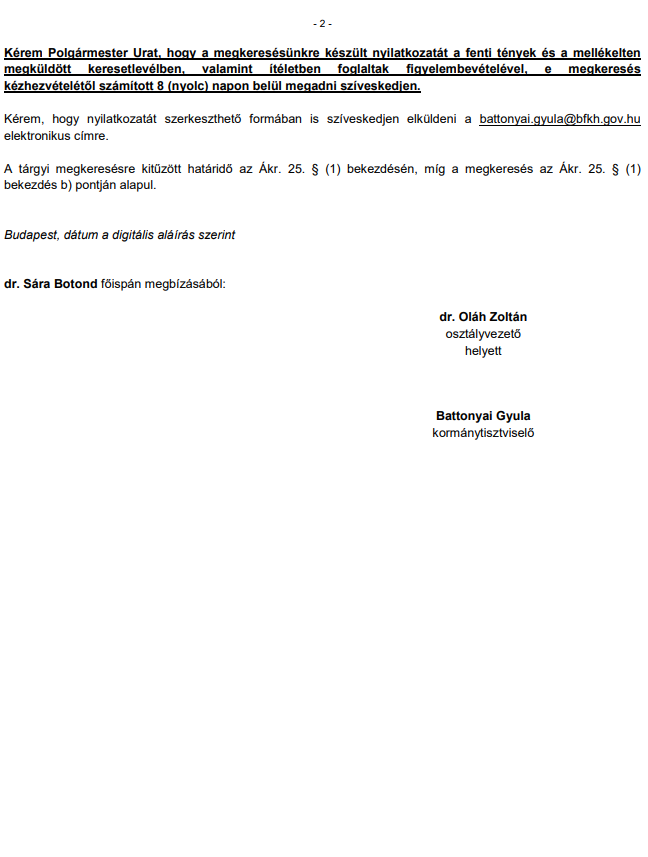 - 2 -
Kérem Polgármester Urat, hogy a megkeresésünkre készült nyilatkozatát a fenti tények és a mellékelten
megküldött keresetlevélben, valamint ítéletben foglaltak figyelembevételével, e megkeresés
kézhezvételétől számított 8 (nyolc) napon belül megadni szíveskedjen.
Kérem, hogy nyilatkozatát szerkeszthető formában is szíveskedjen elküldeni a battonyai.gyula@bfkh.gov.hu
elektronikus címre.
A tárgyi megkeresésre kitűzött határidő az Ákr. 25. § (1) bekezdésén, míg a megkeresés az Ákr. 25. § (1)
bekezdés b) pontján alapul.
Budapest, dátum a digitális aláírás szerint
dr. Sára Botond főispán megbízásából:
dr. Oláh Zoltán
osztályvezető
helyett
Battonyai Gyula
kormánytisztviselő